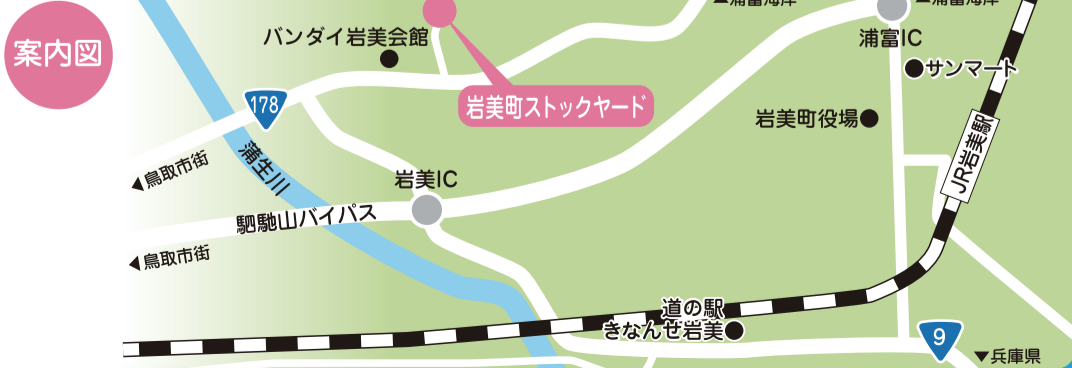 案内図
▲浦富海岸
▲浦富海岸
バンダイ岩美会館
浦富IC
サンマート
178
岩美町ストックヤード
岩美町役場
JR岩美駅
◀鳥取市街
蒲生川
岩美IC
駟馳山バイパス
◀鳥取市街
道の駅
きなんせ岩美
9
▼兵庫県